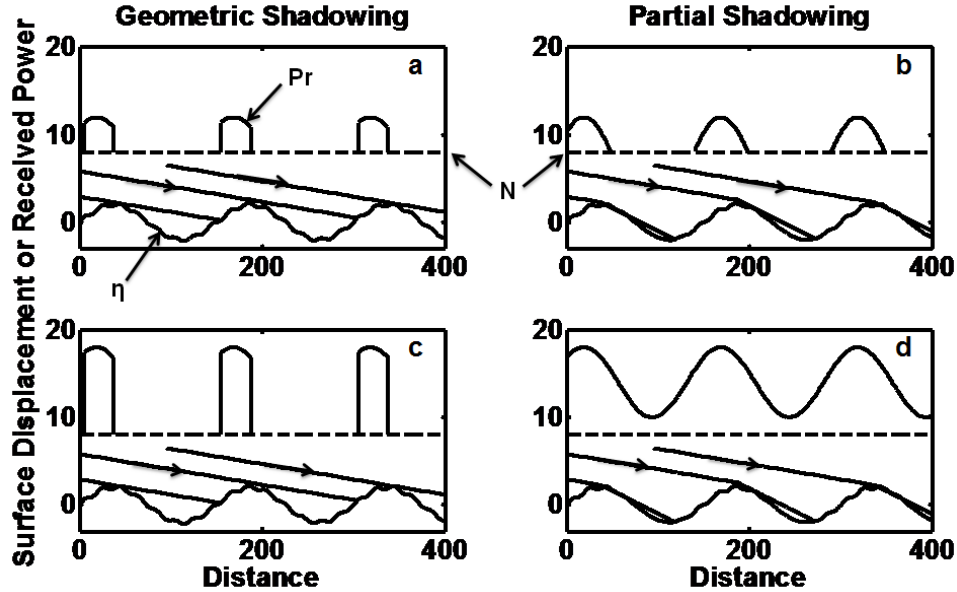 Geometric Shadowing
Partial Shadowing
Surface Displacement or Received Power
20
10
0
0
200
400
a
Pr
η
N
20
10
0
0
200
400
b
20
10
0
0
200
400
c
Distance
20
10
0
0
200
400
d
Distance